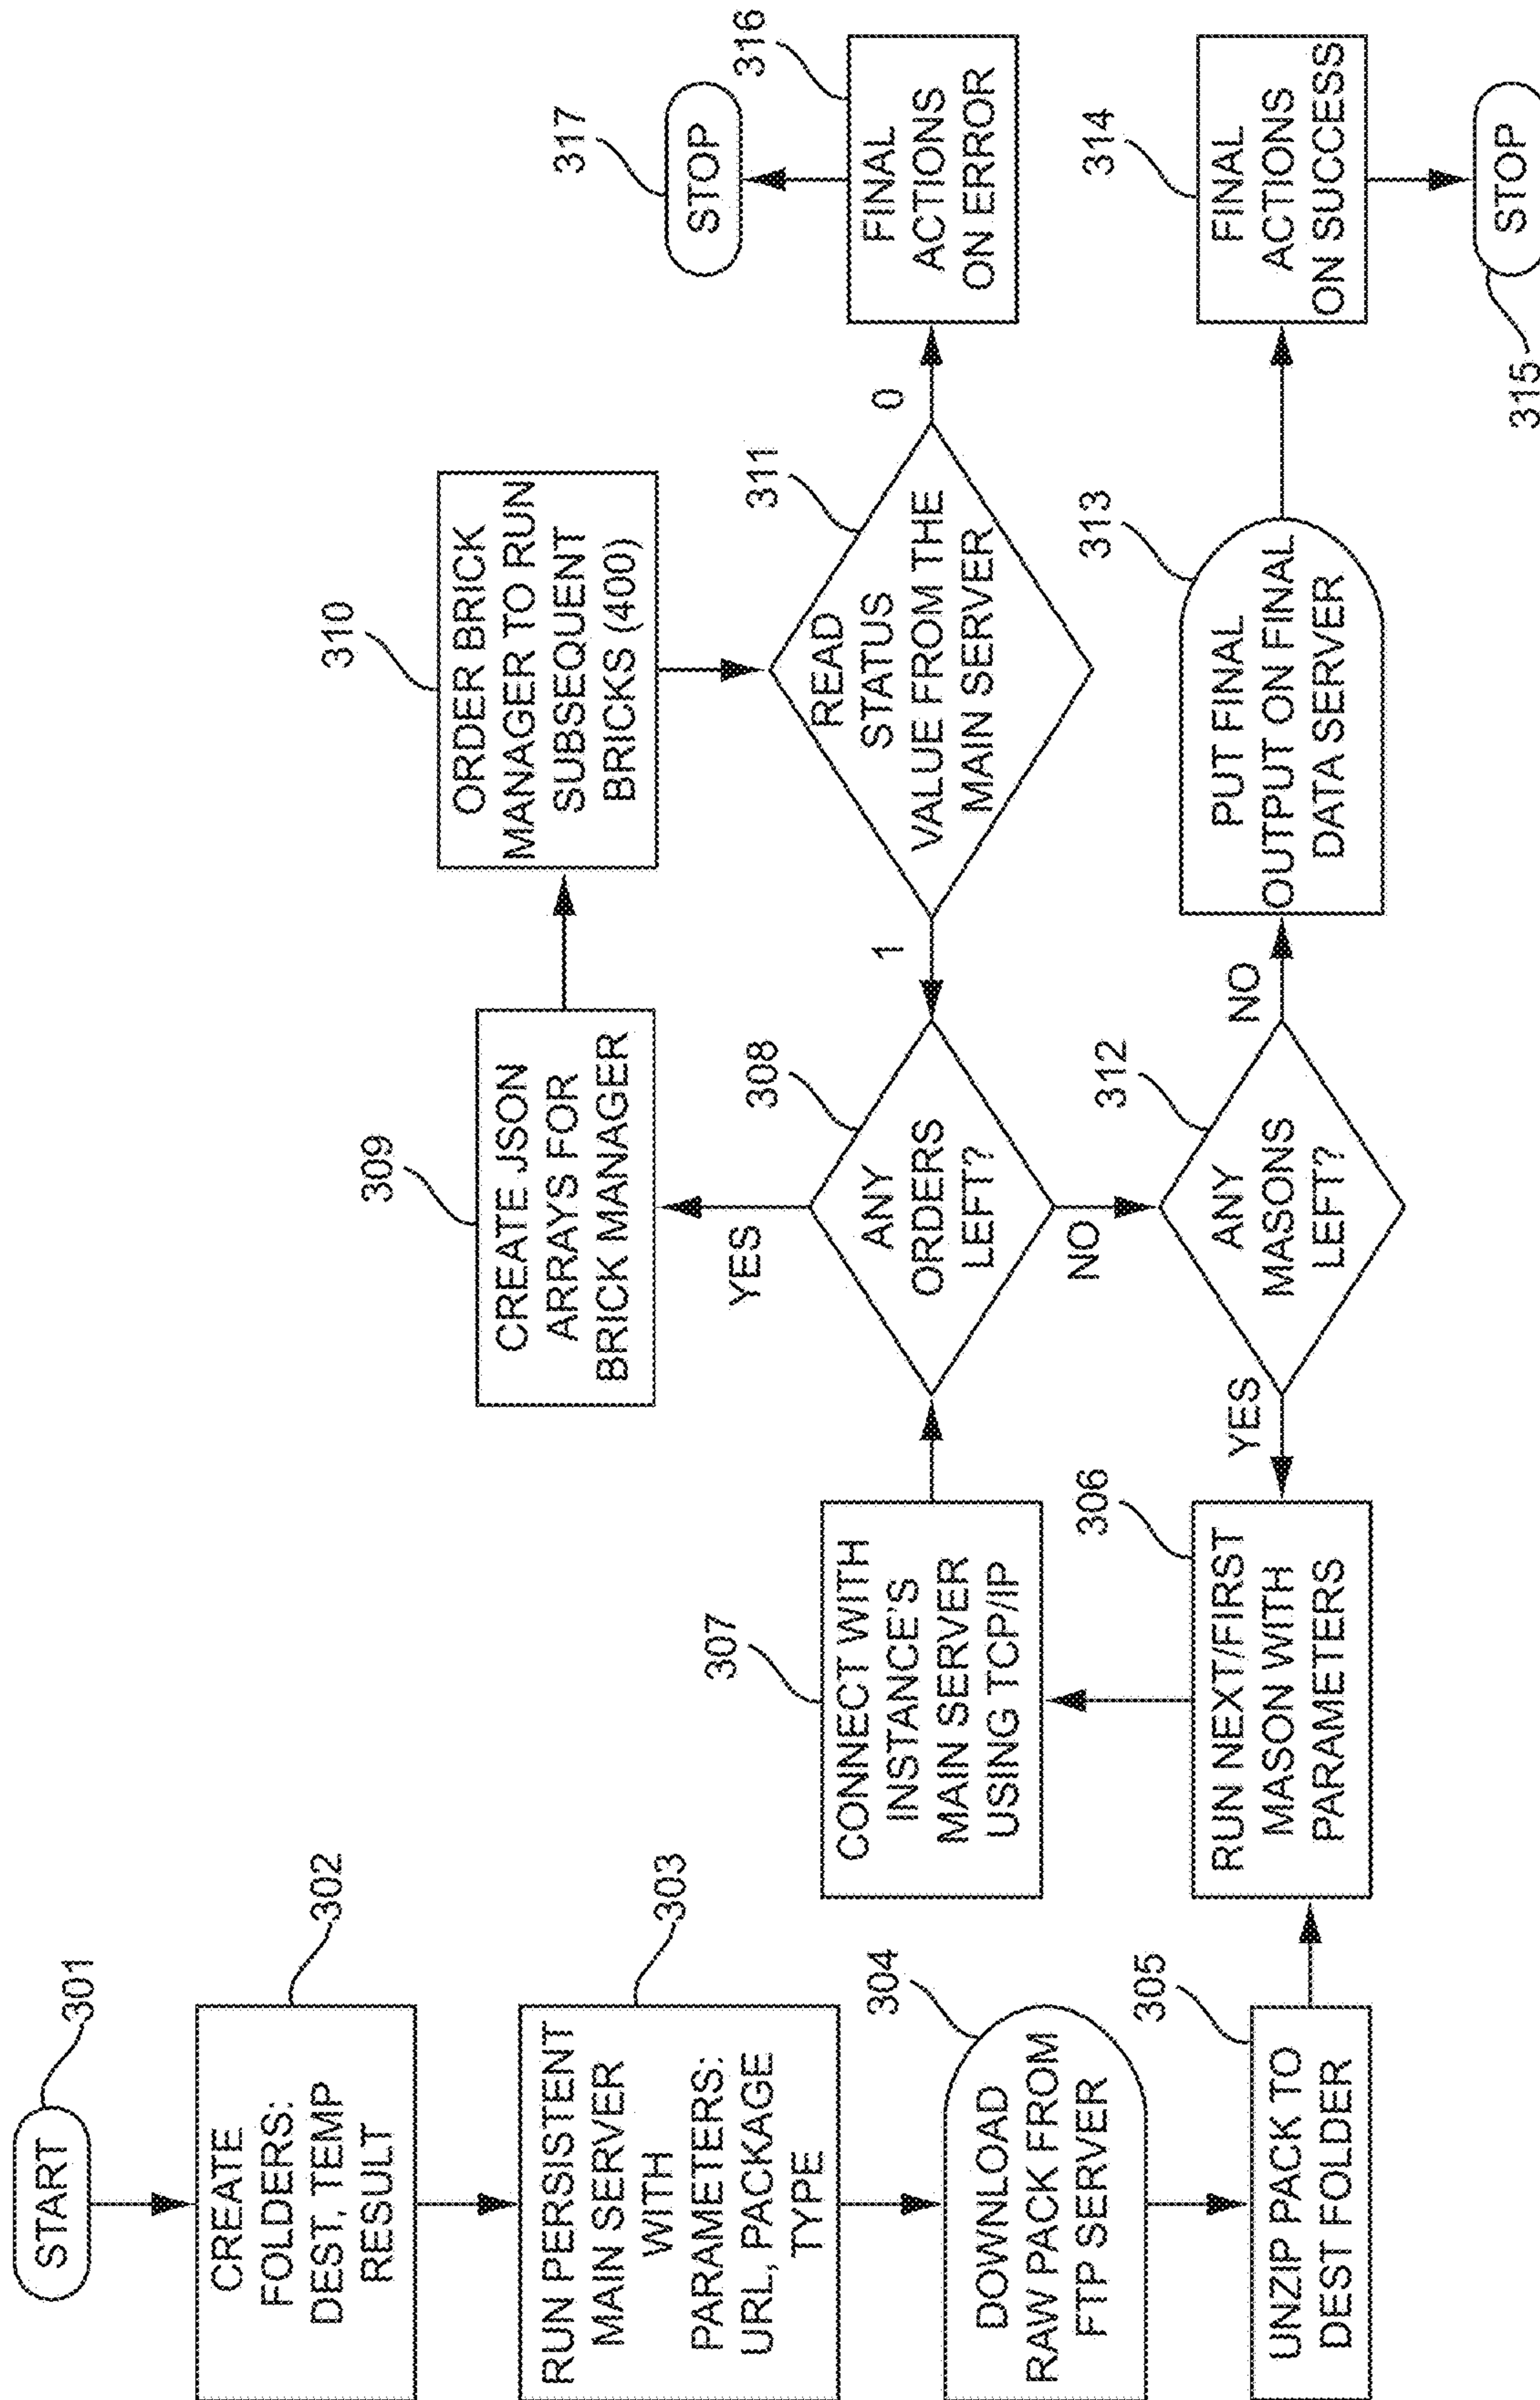 301
START
302
CREATE
FOLDERS:
DEST, TEMP
RESULT
303
RUN PERSISTENT
MAIN SERVER
WITH
PARAMETERS:
URL, PACKAGE
TYPE
304
DOWNLOAD
RAW PACK FROM
FTP SERVER
305
UNZIP PACK TO
DEST FOLDER
306
RUN NEXT/FIRST
MASON WITH
PARAMETERS
307
CONNECT WITH
INSTANCE'S
MAIN SERVER
USING TCP/IP
308
ANY
ORDERS
LEFT?
YES
NO
309
CREATE JSON
ARRAYS FOR
BRICK MANAGER
310
ORDER BRICK
MANAGER TO RUN
SUBSEQUENT
BRICKS (400)
311
READ
STATUS
VALUE FROM THE
MAIN SERVER
1
0
312
ANY
MASONS
LEFT?
YES
NO
313
PUT FINAL
OUTPUT ON FINAL
DATA SERVER
314
FINAL
ACTIONS
ON SUCCESS
315
STOP
316
FINAL
ACTIONS
ON ERROR
317
STOP